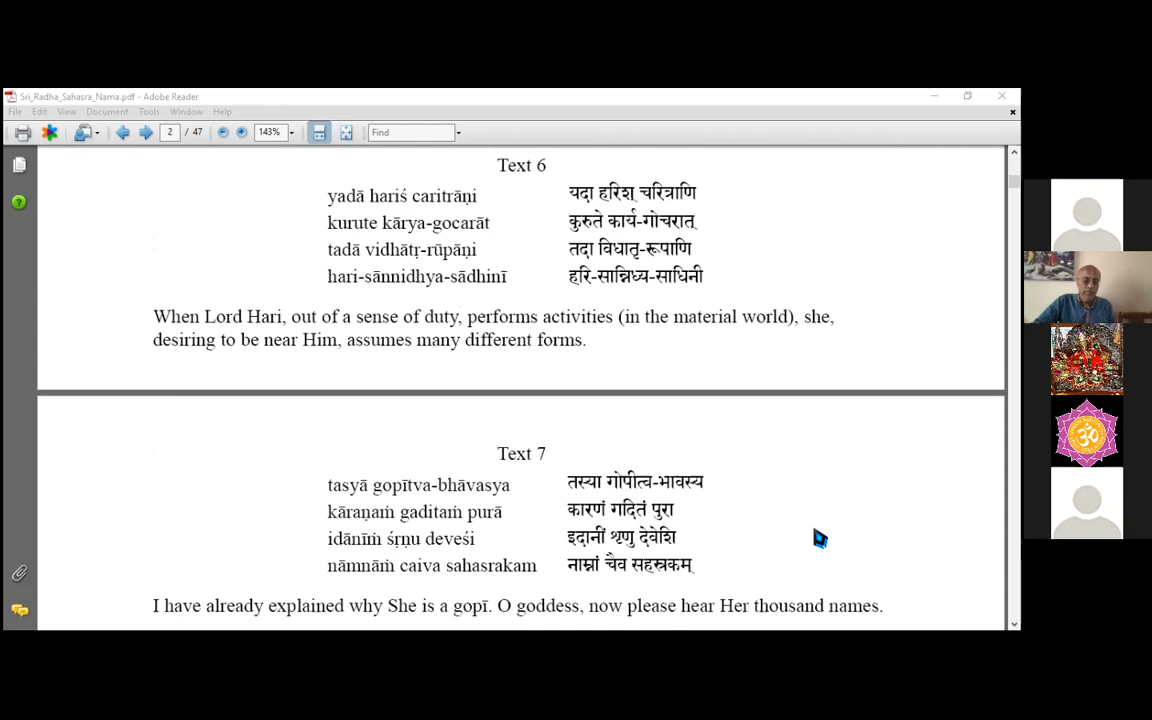 Sri_Radha_Sahasra_Nama.pdf - Adobe Reader
File Edit View Document Tools Window Help
2 / 47 143% Find
Text 6
yadā hariś caritrāṇi यदा हरिश् चरित्राणि
kurute kārya-gocarāt कुरुते कार्य-गोचरात्
tadā vidhātṛ-rūpāṇi तदा विधातृ-रूपाणि
hari-sānnidhya-sādhinī हरि-सान्निध्य-साधिनी
When Lord Hari, out of a sense of duty, performs activities (in the material world), she,
desiring to be near Him, assumes many different forms.
Text 7
tasyā gopītva-bhāvasya तस्या गोपीत्व-भावस्य
kāraṇaṁ gaditaṁ purā कारणं गदितं पुरा
idānīṁ śṛṇu deveśi इदानीं शृणु देवेशि
nāmnāṁ caiva sahasrakam नाम्नां चैव सहस्रकम्
I have already explained why She is a gopī. O goddess, now please hear Her thousand names.
ॐ